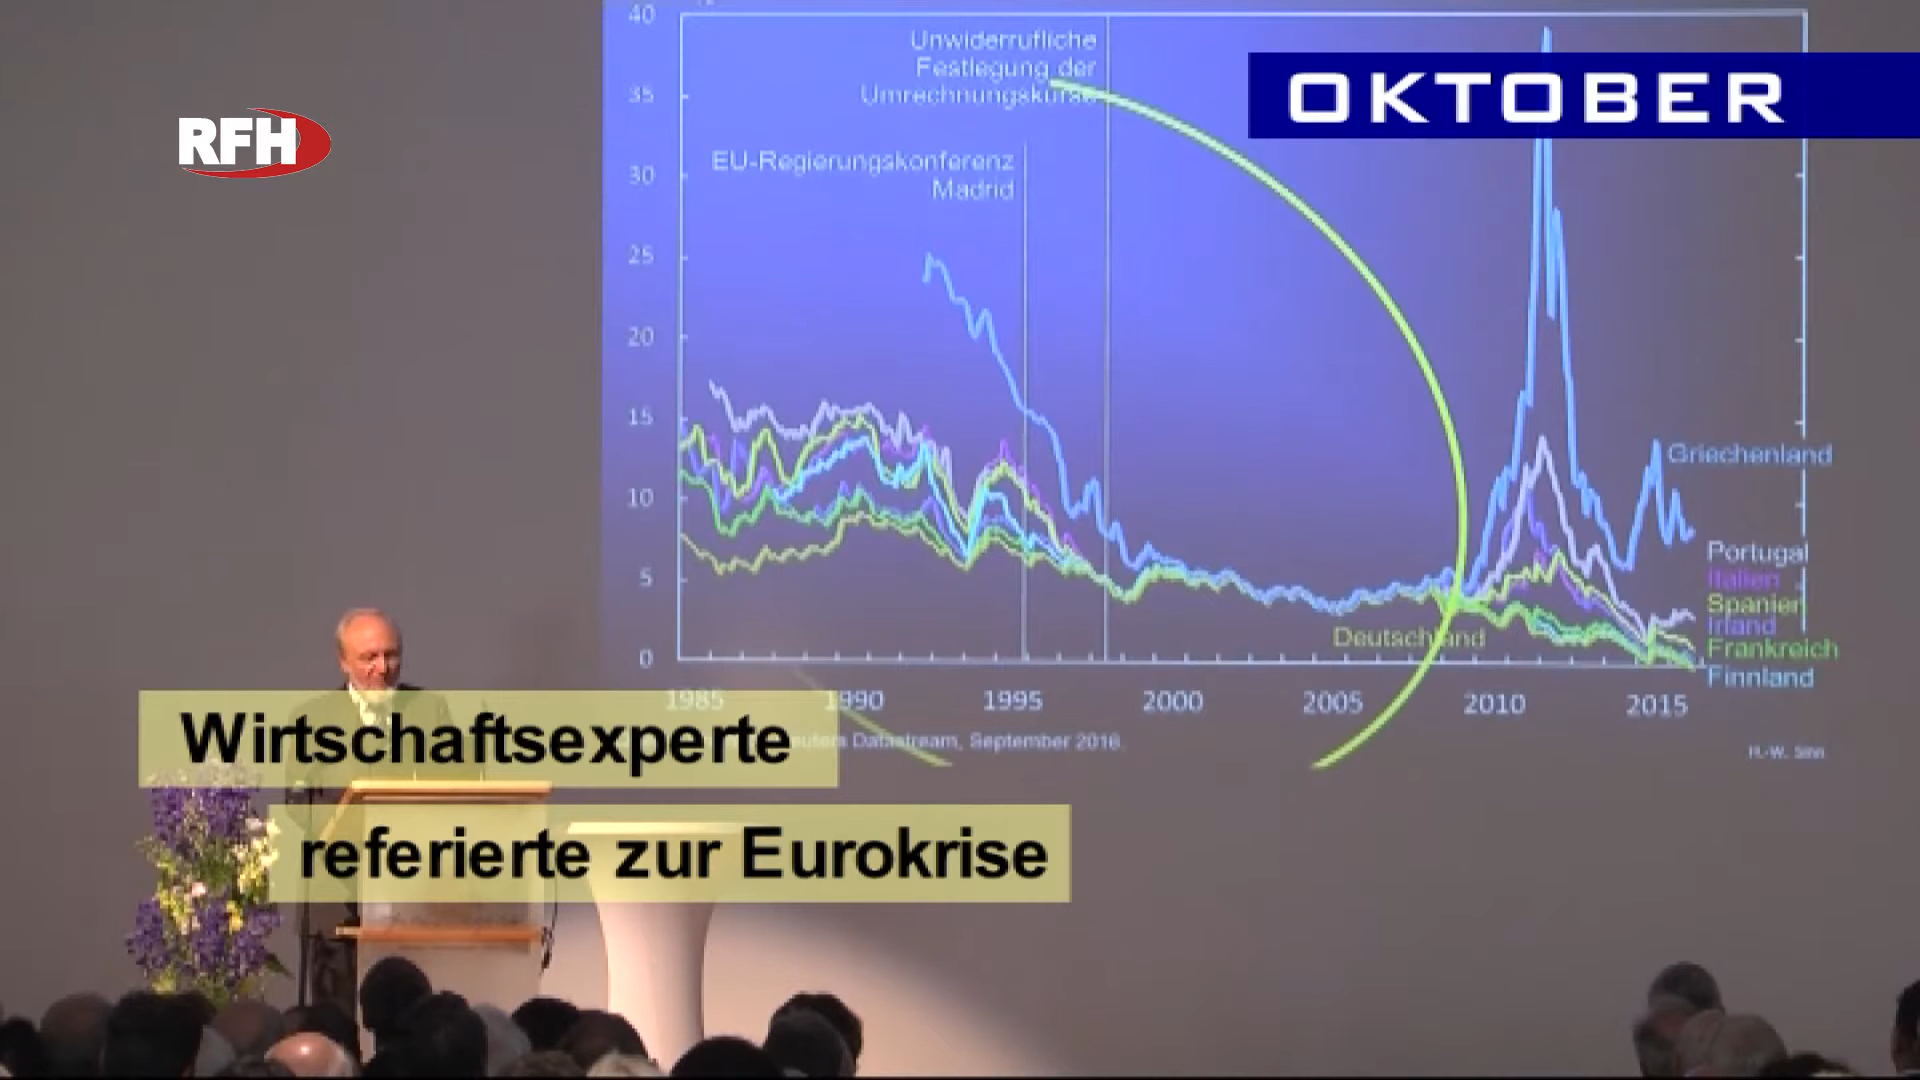 40
Unwiderrufliche
Festlegung der
Umrechnungskurse
OKTOBER
35
RFH
EU-Regierungskonferenz
Madrid
30
25
20
15
Griechenland
10
Portugal
Italien
5
Spanien
Irland
Deutschland
Frankreich
0
Finnland
1985 1990 1995 2000 2005 2010 2015
Wirtschaftsexperte
Datastream, September 2016.
H.-W. Sinn
referierte zur Eurokrise